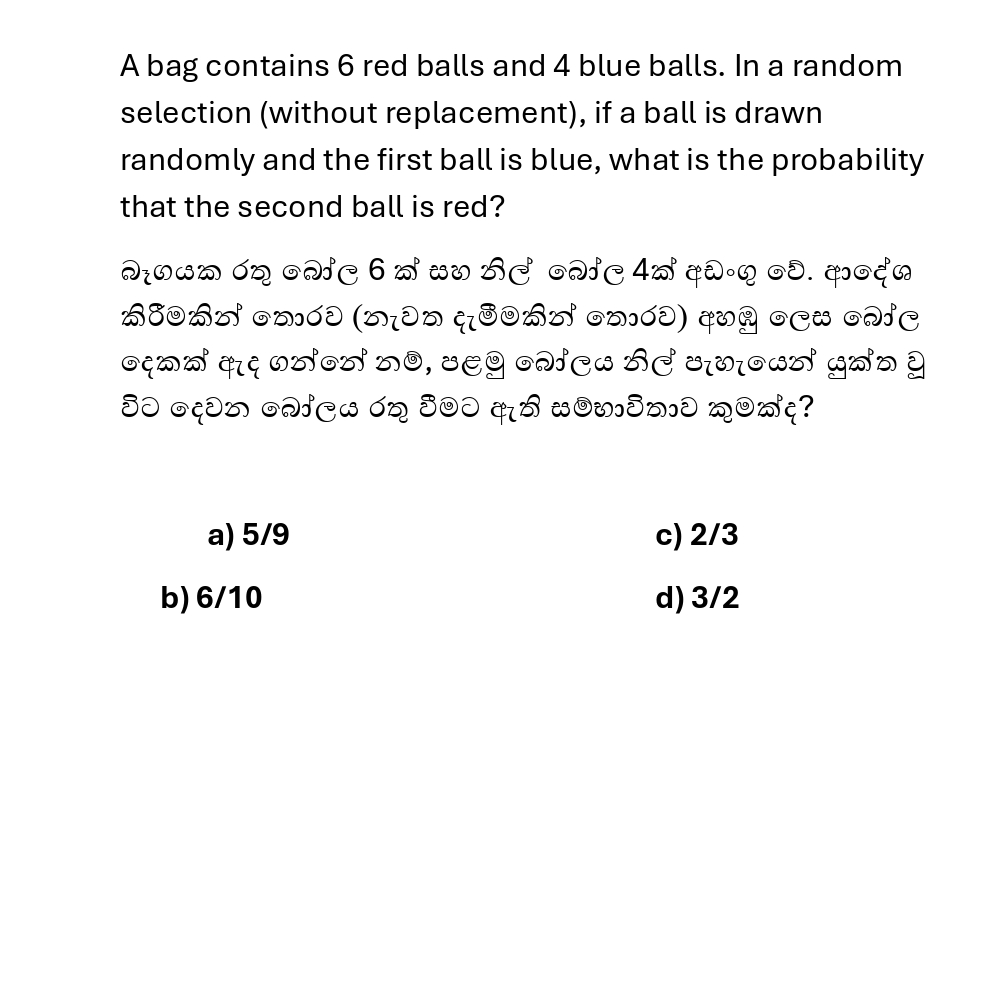 A bag contains 6 red balls and 4 blue balls. In a random
selection (without replacement), if a ball is drawn
randomly and the first ball is blue, what is the probability
that the second ball is red?
බෑගයක රතු බෝල 6 ක් සහ නිල් බෝල 4ක් අඩංගු වේ. ආදේශ
කිරීමකින් තොරව (නැවත දැමීමකින් තොරව) අහඹු ලෙස බෝල
දෙකක් ඇද ගන්නේ නම්, පළමු බෝලය නිල් පැහැයෙන් යුක්ත වූ
විට දෙවන බෝලය රතු වීමට ඇති සම්භාවිතාව කුමක්ද?
a) 5/9
c) 2/3
b) 6/10
d) 3/2